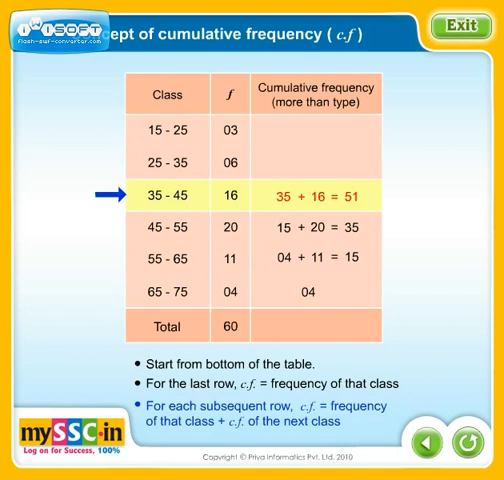 iWiSOFT
flash-swf-converter.com
cept of cumulative frequency ( c.f )
Exit
Class f Cumulative frequency
(more than type)
15 - 25 03
25 - 35 06
35 - 45 16 35 + 16 = 51
45 - 55 20 15 + 20 = 35
55 - 65 11 04 + 11 = 15
65 - 75 04 04
Total 60
• Start from bottom of the table.
• For the last row, c.f. = frequency of that class
• For each subsequent row, c.f. = frequency
of that class + c.f. of the next class
mySSC.in
Log on for Success, 100%
Copyright © Priva Informatics Pvt. Ltd. 2010